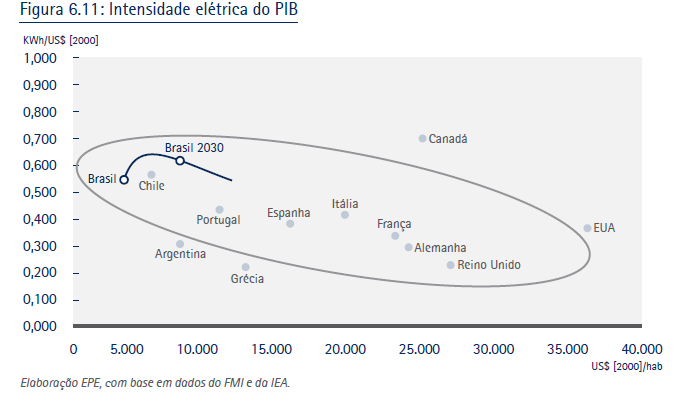 Figura 6.11: Intensidade elétrica do PIB
KWh/US$ [2000]
1,000
0,900
0,800
0,700
Canadá
Brasil 2030
0,600
Brasil
Chile
0,500
Itália
0,400
Portugal
Espanha
França
EUA
0,300
Argentina
Alemanha
0,200
Grécia
Reino Unido
0,100
0,000
0 5.000 10.000 15.000 20.000 25.000 30.000 35.000 40.000
US$ [2000]/hab
Elaboração EPE, com base em dados do FMI e da IEA.